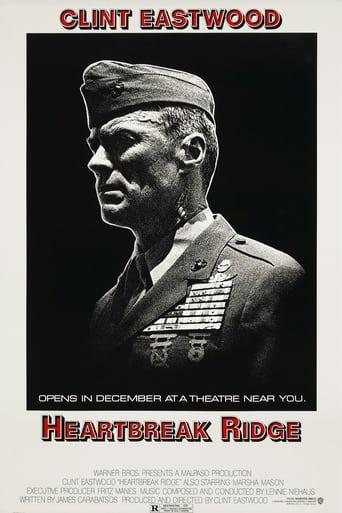 CLINT EASTWOOD
OPENS IN DECEMBER AT A THEATRE NEAR YOU.
HEARTBREAK RIDGE
WARNER BROS. PRESENTS A MALPASO PRODUCTION
CLINT EASTWOOD "HEARTBREAK RIDGE" ALSO STARRING MARSHA MASON
EXECUTIVE PRODUCER FRITZ MANES MUSIC COMPOSED AND CONDUCTED BY LENNIE NIEHAUS
WRITTEN BY JAMES CARABATSOS PRODUCED AND DIRECTED BY CLINT EASTWOOD
R